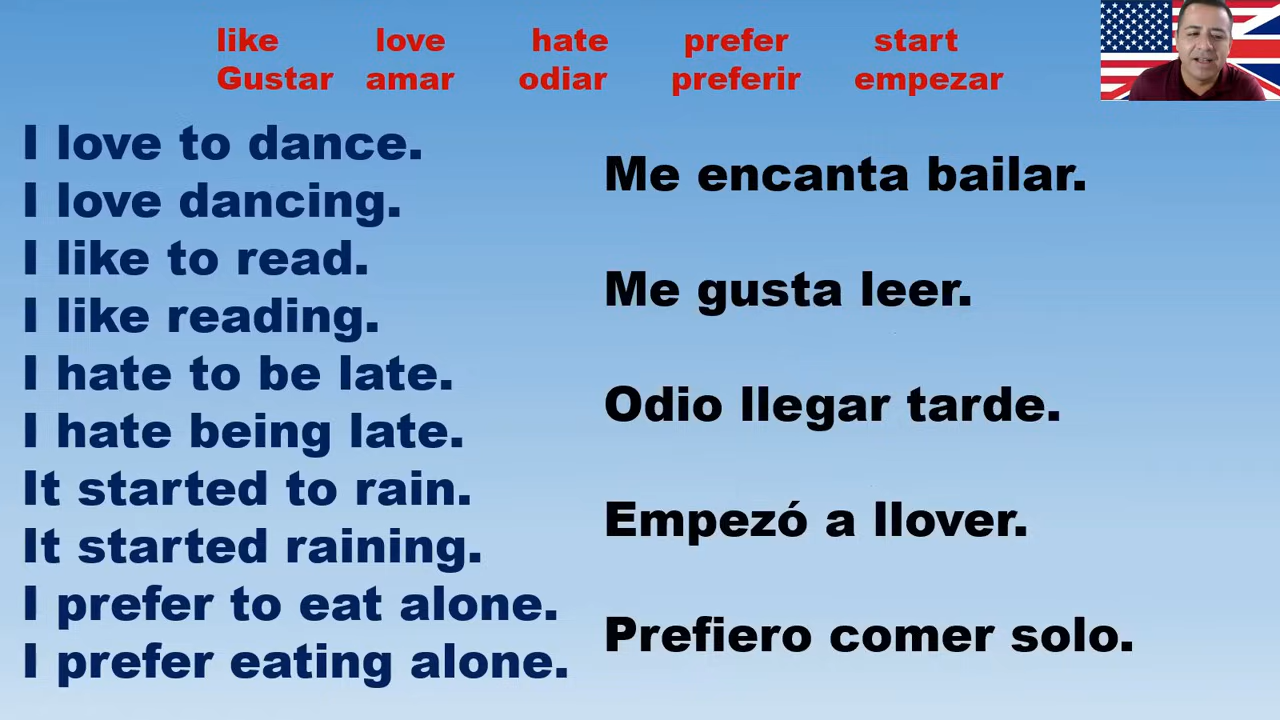 like love hate prefer start
Gustar amar odiar preferir empezar
I love to dance.
I love dancing.
Me encanta bailar.
I like to read.
I like reading.
Me gusta leer.
I hate to be late.
I hate being late.
Odio llegar tarde.
It started to rain.
It started raining.
Empezó a llover.
I prefer to eat alone.
I prefer eating alone.
Prefiero comer solo.